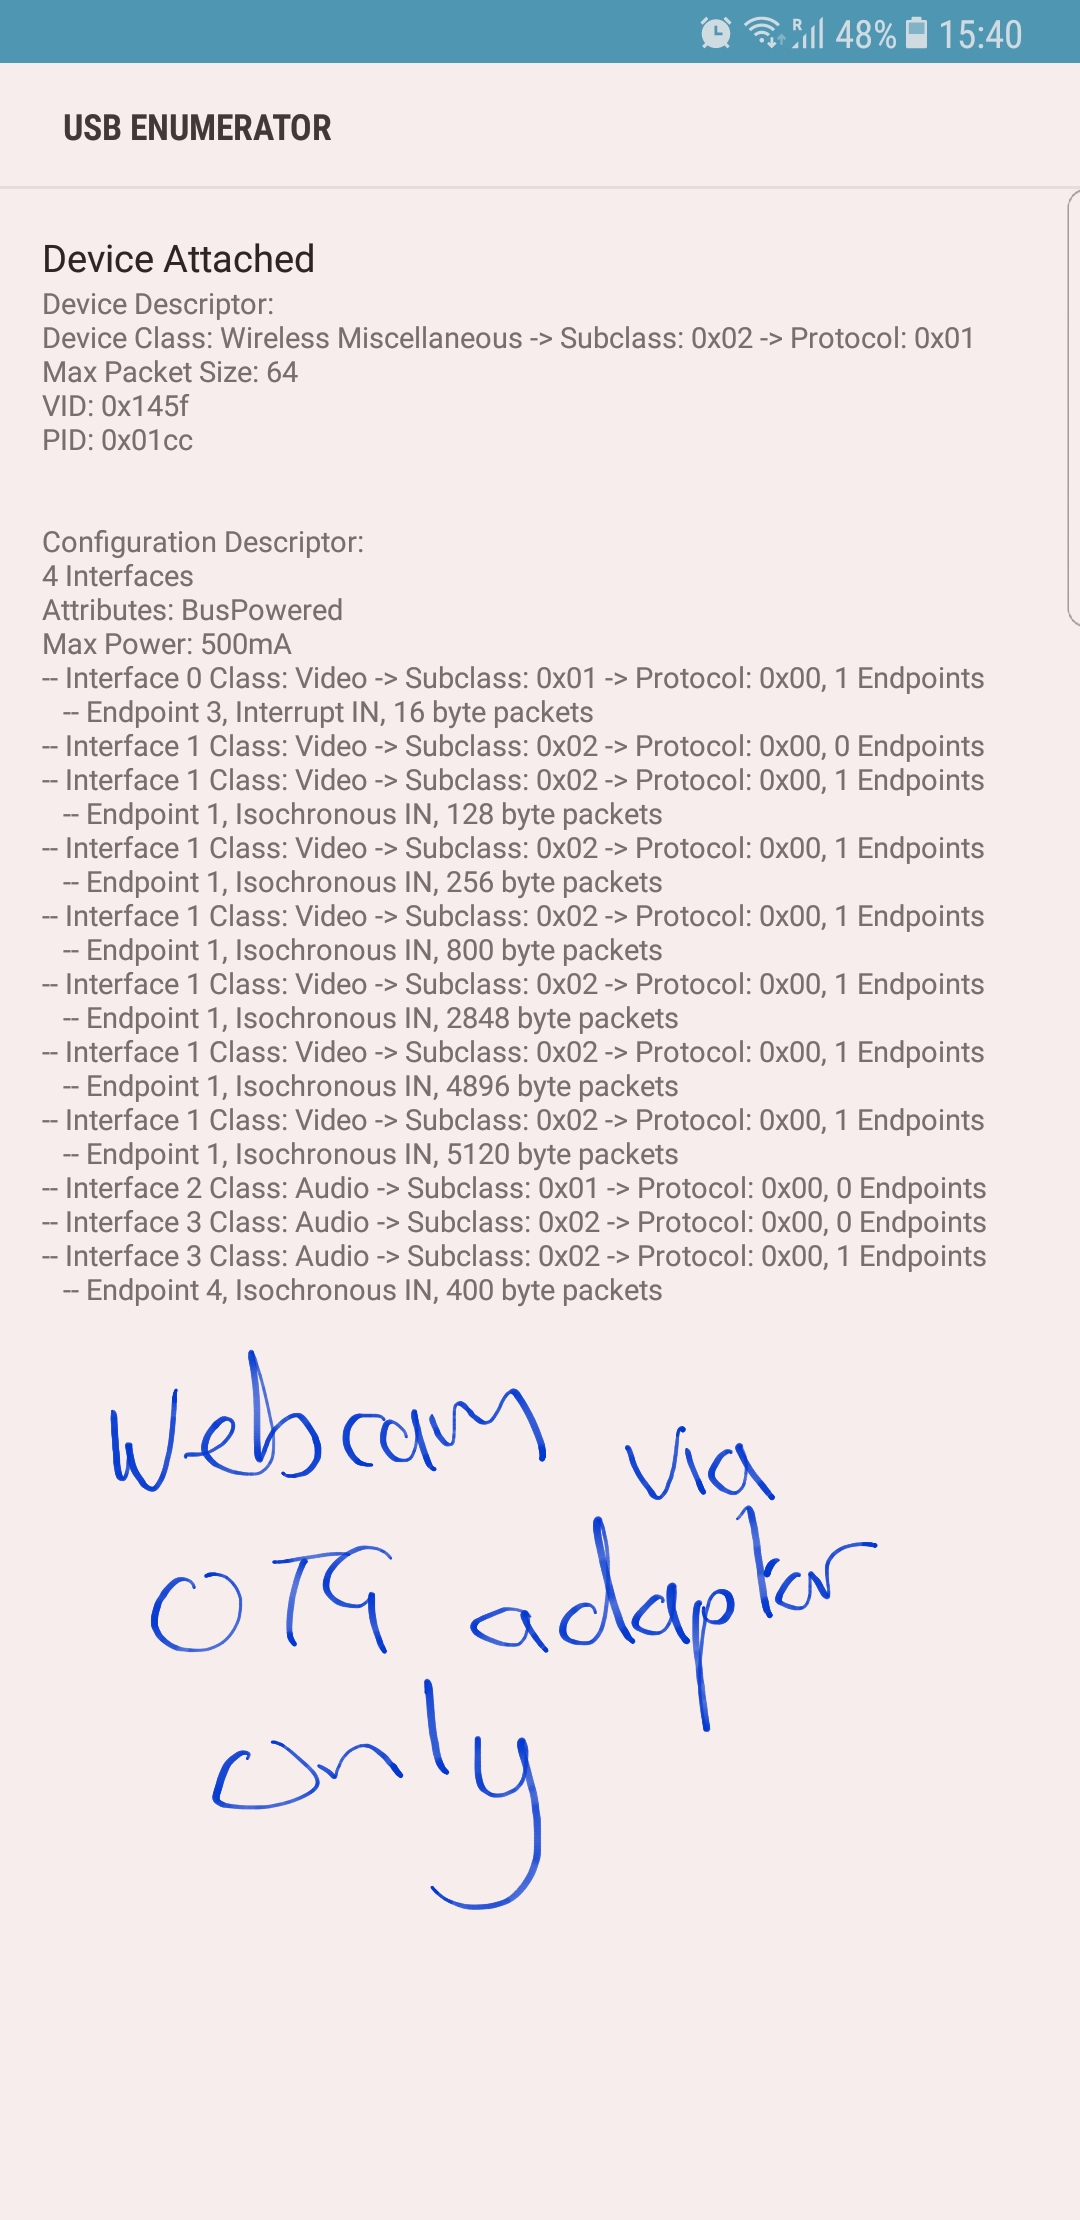 R 48% 15:40
USB ENUMERATOR
Device Attached
Device Descriptor:
Device Class: Wireless Miscellaneous -> Subclass: 0x02 -> Protocol: 0x01
Max Packet Size: 64
VID: 0x145f
PID: 0x01cc
Configuration Descriptor:
4 Interfaces
Attributes: BusPowered
Max Power: 500mA
-- Interface 0 Class: Video -> Subclass: 0x01 -> Protocol: 0x00, 1 Endpoints
-- Endpoint 3, Interrupt IN, 16 byte packets
-- Interface 1 Class: Video -> Subclass: 0x02 -> Protocol: 0x00, 0 Endpoints
-- Interface 1 Class: Video -> Subclass: 0x02 -> Protocol: 0x00, 1 Endpoints
-- Endpoint 1, Isochronous IN, 128 byte packets
-- Interface 1 Class: Video -> Subclass: 0x02 -> Protocol: 0x00, 1 Endpoints
-- Endpoint 1, Isochronous IN, 256 byte packets
-- Interface 1 Class: Video -> Subclass: 0x02 -> Protocol: 0x00, 1 Endpoints
-- Endpoint 1, Isochronous IN, 800 byte packets
-- Interface 1 Class: Video -> Subclass: 0x02 -> Protocol: 0x00, 1 Endpoints
-- Endpoint 1, Isochronous IN, 2848 byte packets
-- Interface 1 Class: Video -> Subclass: 0x02 -> Protocol: 0x00, 1 Endpoints
-- Endpoint 1, Isochronous IN, 4896 byte packets
-- Interface 1 Class: Video -> Subclass: 0x02 -> Protocol: 0x00, 1 Endpoints
-- Endpoint 1, Isochronous IN, 5120 byte packets
-- Interface 2 Class: Audio -> Subclass: 0x01 -> Protocol: 0x00, 0 Endpoints
-- Interface 3 Class: Audio -> Subclass: 0x02 -> Protocol: 0x00, 0 Endpoints
-- Interface 3 Class: Audio -> Subclass: 0x02 -> Protocol: 0x00, 1 Endpoints
-- Endpoint 4, Isochronous IN, 400 byte packets
Webcam via
OTG adaptor
only